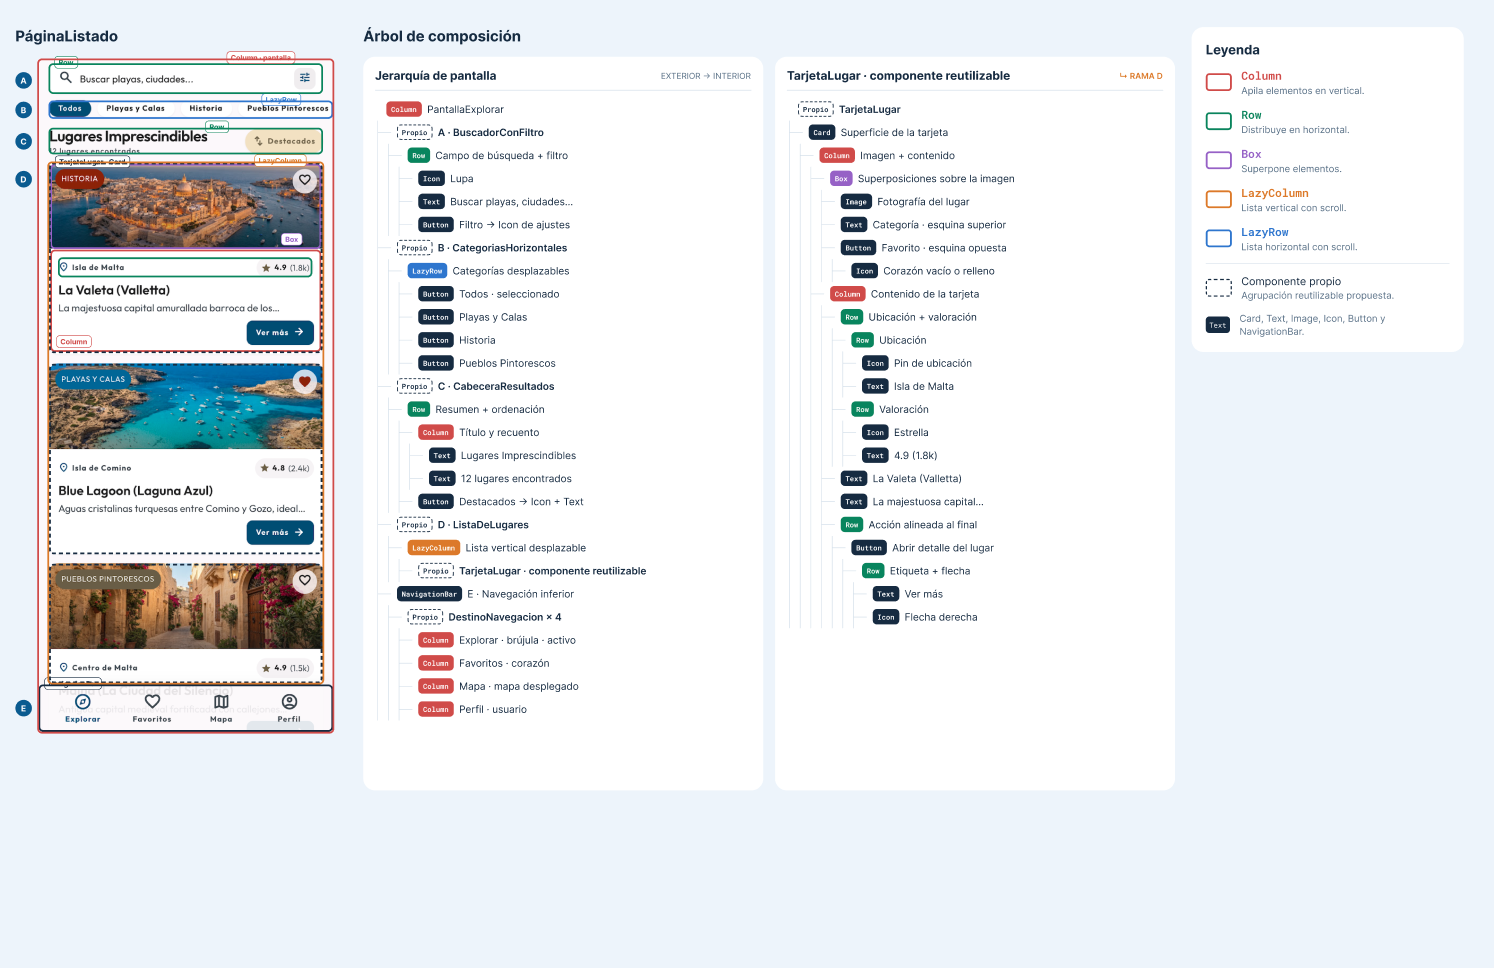 PáginaListado
Column · pantalla
Row
A
Buscar playas, ciudades...
LazyRow
B
Todos
Playas y Calas
Historia
Pueblos Pintorescos
Row
C
Lugares Imprescindibles
Destacados
12 lugares encontrados
TarjetaLugar · Card
LazyColumn
D
HISTORIA
Box
Isla de Malta
4.9 (1.8k)
La Valeta (Valletta)
La majestuosa capital amurallada barroca de los...
Ver más
Column
PLAYAS Y CALAS
Isla de Comino
4.8 (2.4k)
Blue Lagoon (Laguna Azul)
Aguas cristalinas turquesas entre Comino y Gozo, ideal...
Ver más
PUEBLOS PINTORESCOS
Centro de Malta
4.9 (1.5k)
(La Ciudad del Silencio)
E
Explorar
Favoritos
Mapa
Perfil
Árbol de composición
Jerarquía de pantalla
EXTERIOR → INTERIOR
Column PantallaExplorar
Propio A · BuscadorConFiltro
Row Campo de búsqueda + filtro
Icon Lupa
Text Buscar playas, ciudades...
Button Filtro → Icon de ajustes
Propio B · CategoriasHorizontales
LazyRow Categorías desplazables
Button Todos · seleccionado
Button Playas y Calas
Button Historia
Button Pueblos Pintorescos
Propio C · CabeceraResultados
Row Resumen + ordenación
Column Título y recuento
Text Lugares Imprescindibles
Text 12 lugares encontrados
Button Destacados → Icon + Text
Propio D · ListaDeLugares
LazyColumn Lista vertical desplazable
Propio TarjetaLugar · componente reutilizable
NavigationBar E · Navegación inferior
Propio DestinoNavegacion × 4
Column Explorar · brújula · activo
Column Favoritos · corazón
Column Mapa · mapa desplegado
Column Perfil · usuario
TarjetaLugar · componente reutilizable
↪ RAMA D
Propio TarjetaLugar
Card Superficie de la tarjeta
Column Imagen + contenido
Box Superposiciones sobre la imagen
Image Fotografía del lugar
Text Categoría · esquina superior
Button Favorito · esquina opuesta
Icon Corazón vacío o relleno
Column Contenido de la tarjeta
Row Ubicación + valoración
Row Ubicación
Icon Pin de ubicación
Text Isla de Malta
Row Valoración
Icon Estrella
Text 4.9 (1.8k)
Text La Valeta (Valletta)
Text La majestuosa capital...
Row Acción alineada al final
Button Abrir detalle del lugar
Row Etiqueta + flecha
Text Ver más
Icon Flecha derecha
Leyenda
Column
Apila elementos en vertical.
Row
Distribuye en horizontal.
Box
Superpone elementos.
LazyColumn
Lista vertical con scroll.
LazyRow
Lista horizontal con scroll.
Componente propio
Agrupación reutilizable propuesta.
Text
Card, Text, Image, Icon, Button y
NavigationBar.